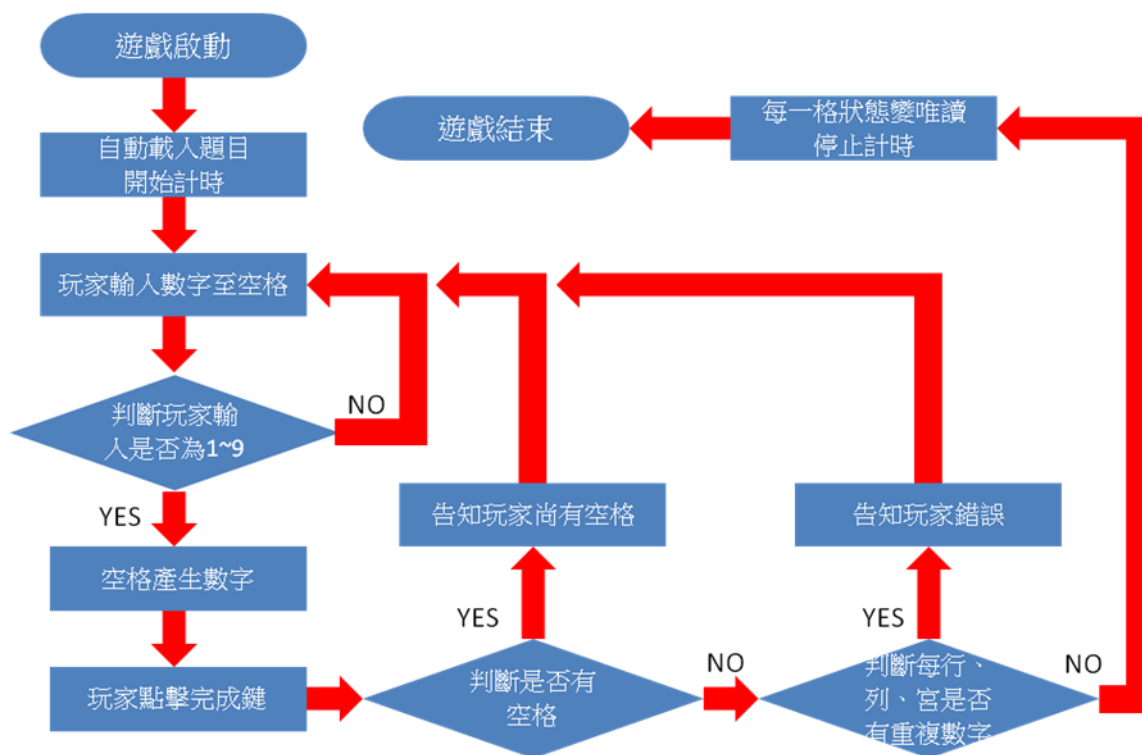 遊戲啟動
自動載入題目
開始計時
玩家輸入數字至空格
判斷玩家輸
入是否為1~9
NO
YES
空格產生數字
玩家點擊完成鍵
判斷是否有
空格
YES
告知玩家尚有空格
NO
判斷每行、
列、宮是否
有重複數字
YES
告知玩家錯誤
NO
每一格狀態變唯讀
停止計時
遊戲結束